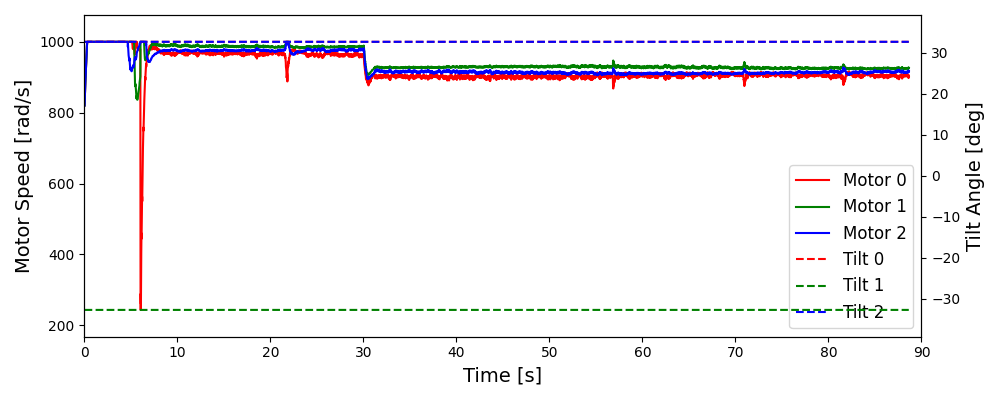 Motor Speed [rad/s]
1000
800
600
400
200
0
10
20
30
40
50
60
70
80
90
Time [s]
30
20
10
0
−10
−20
−30
Tilt Angle [deg]
Motor 0
Motor 1
Motor 2
Tilt 0
Tilt 1
Tilt 2